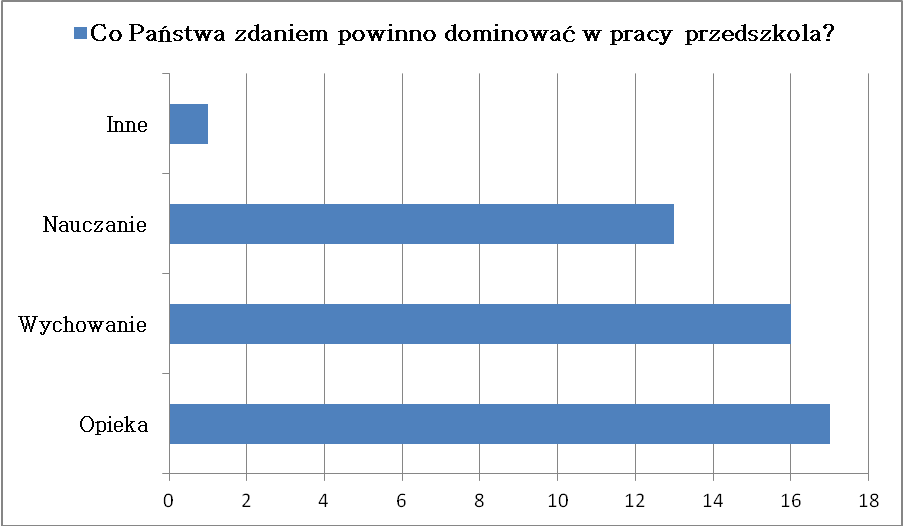 Co Państwa zdaniem powinno dominować w pracy przedszkola?
Inne
Nauczanie
Wychowanie
Opieka
0 2 4 6 8 10 12 14 16 18